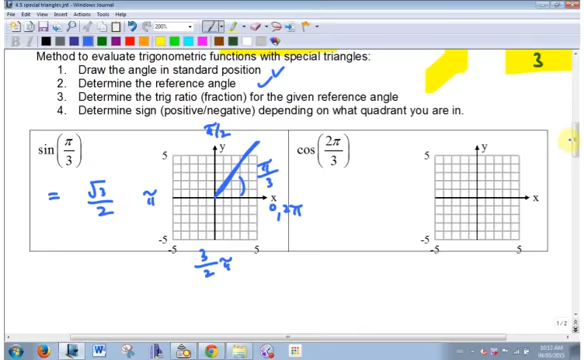 4.3 special triangles.jnt - Windows Journal
File Edit View Insert Actions Tools Help
Method to evaluate trigonometric functions with special triangles:
1. Draw the angle in standard position
2. Determine the reference angle
3. Determine the trig ratio (fraction) for the given reference angle
4. Determine sign (positive/negative) depending on what quadrant you are in.
3
sin(π/3)
= √3/2
π/2
y
5
π/3
π
x
0, 2π
-5
-5
5
3/2 π
cos(2π/3)
y
5
x
-5
-5
5
1 / 2